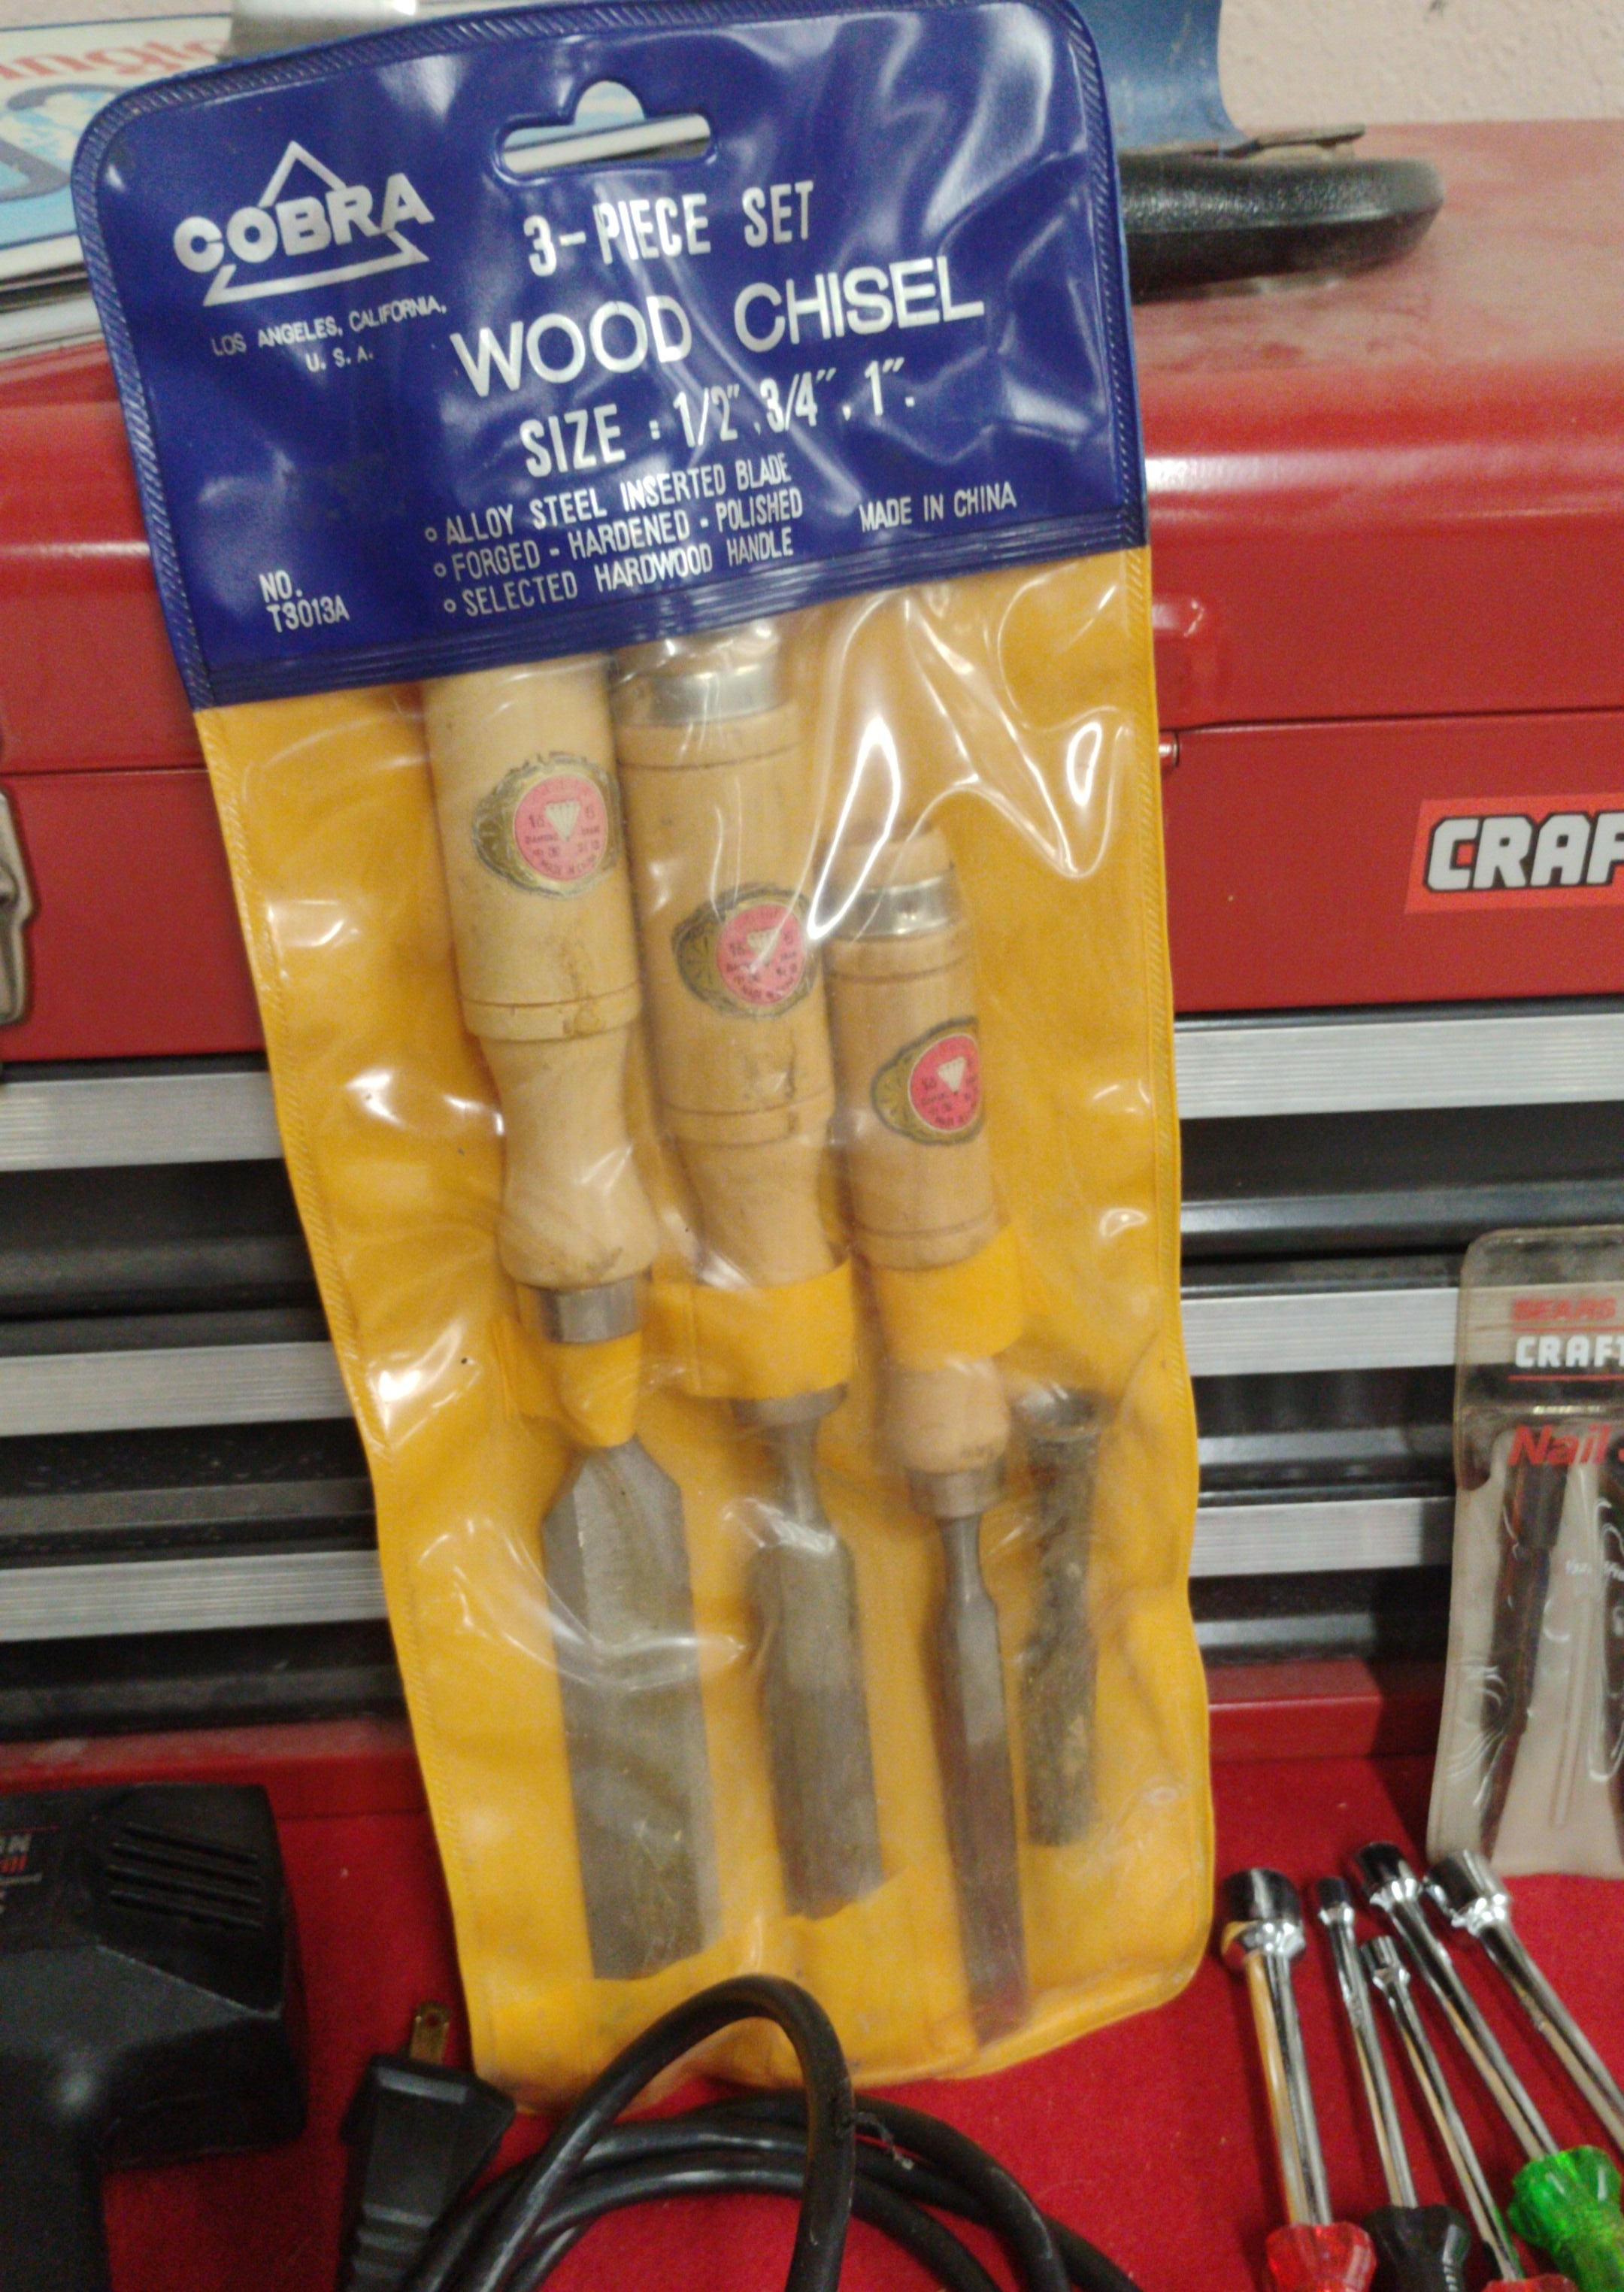 COBRA
LOS ANGELES, CALIFORNIA,
U. S. A.
3-PIECE SET
WOOD CHISEL
SIZE : 1/2", 3/4", 1".
° ALLOY STEEL INSERTED BLADE
° FORGED - HARDENED - POLISHED
° SELECTED HARDWOOD HANDLE
MADE IN CHINA
NO.
T3013A
CRAF
SEARS
CRAFT
Nail